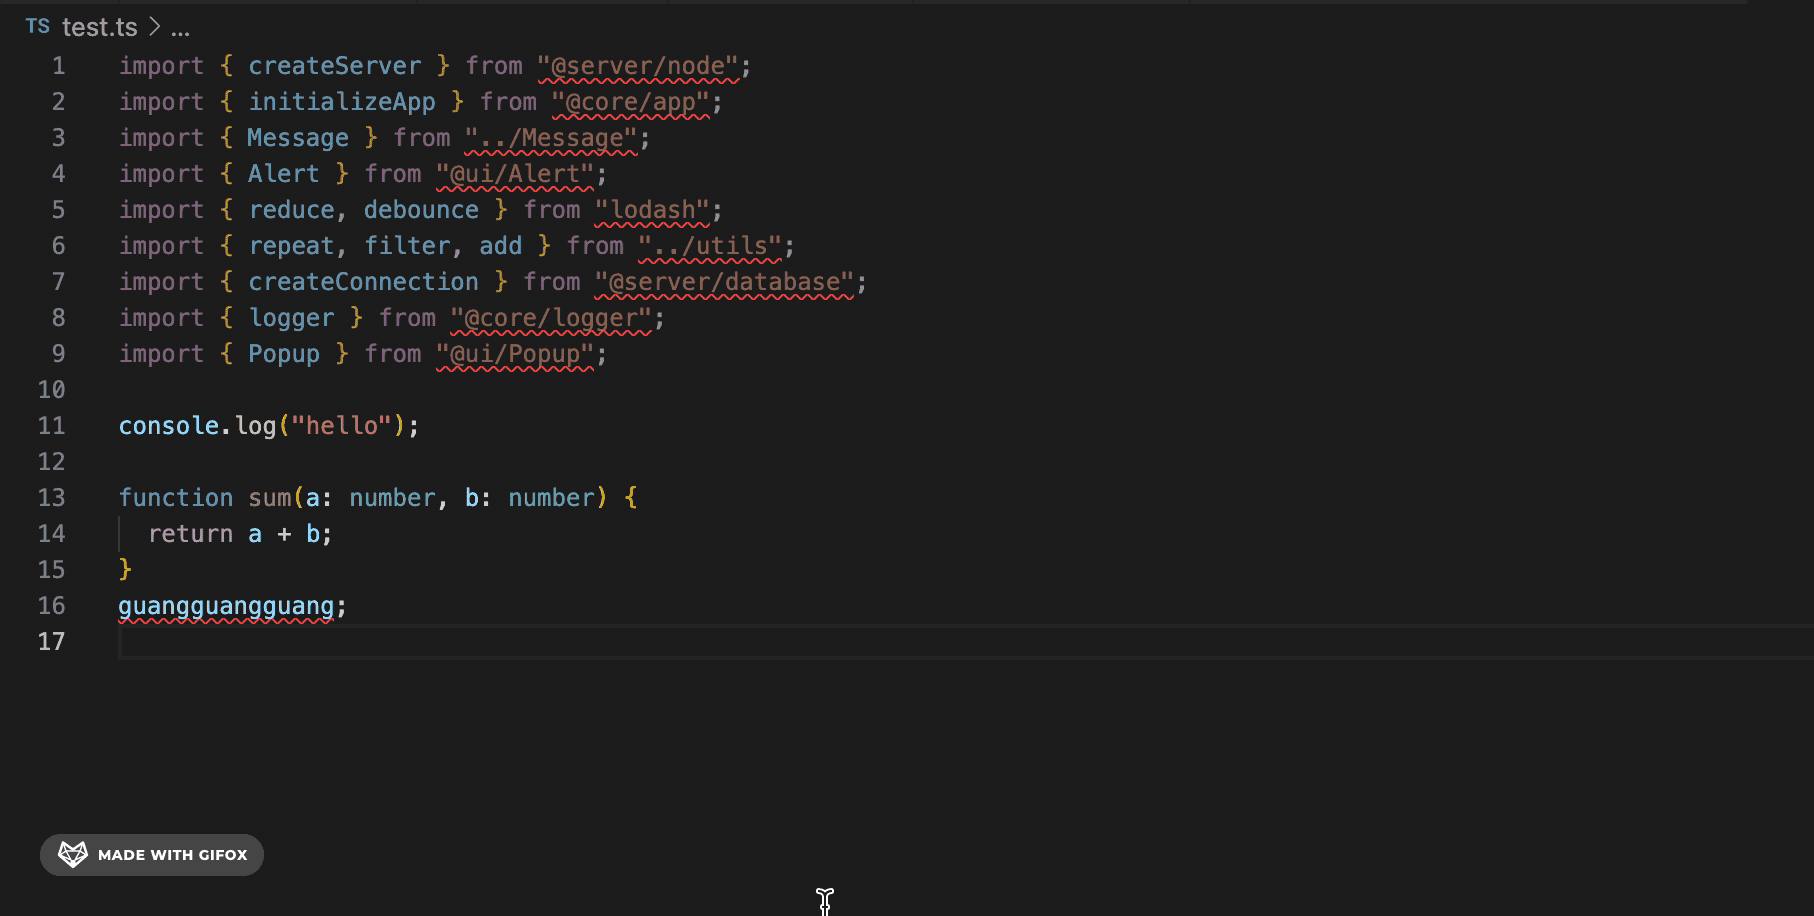 TS test.ts > ...
1 import { createServer } from "@server/node";
2 import { initializeApp } from "@core/app";
3 import { Message } from "../Message";
4 import { Alert } from "@ui/Alert";
5 import { reduce, debounce } from "lodash";
6 import { repeat, filter, add } from "../utils";
7 import { createConnection } from "@server/database";
8 import { logger } from "@core/logger";
9 import { Popup } from "@ui/Popup";
10
11 console.log("hello");
12
13 function sum(a: number, b: number) {
14   return a + b;
15 }
16 guangguangguang;
17
MADE WITH GIFOX